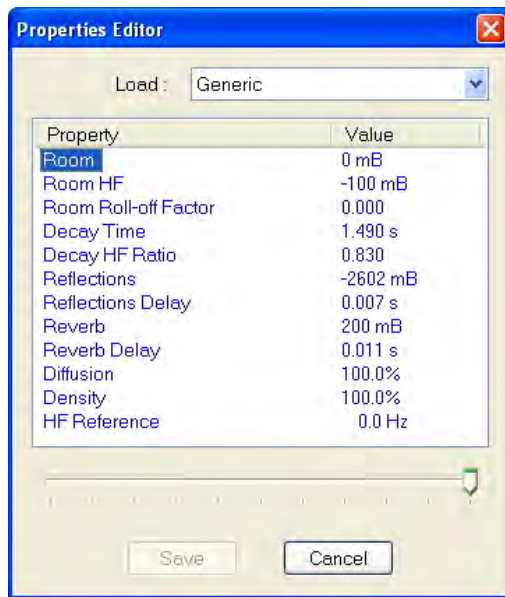 Properties Editor
Load : Generic
Property Value
Room 0 mB
Room HF -100 mB
Room Roll-off Factor 0.000
Decay Time 1.490 s
Decay HF Ratio 0.830
Reflections -2602 mB
Reflections Delay 0.007 s
Reverb 200 mB
Reverb Delay 0.011 s
Diffusion 100.0%
Density 100.0%
HF Reference 0.0 Hz
Save Cancel